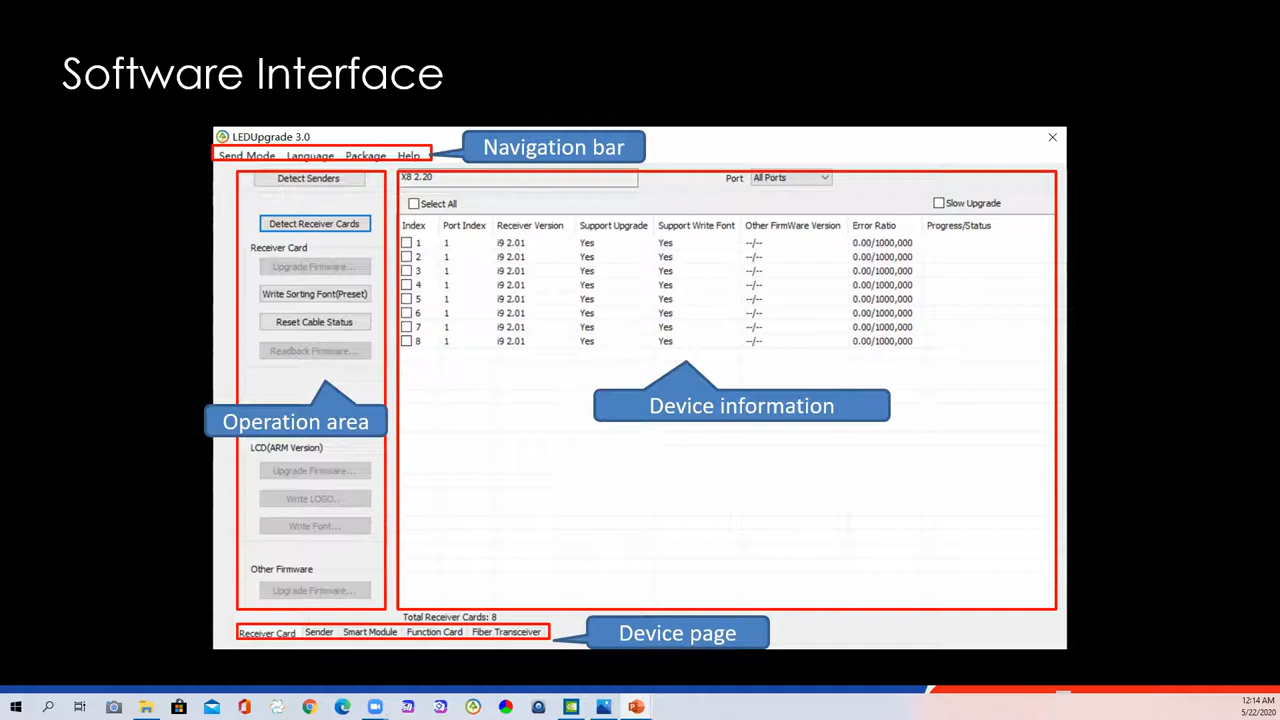 Software Interface
LEDUpgrade 3.0
Send Mode Language Package Help
Navigation bar
Detect Senders
X8 2.20
Port All Ports
Select All
Slow Upgrade
Detect Receiver Cards
Index Port Index Receiver Version Support Upgrade Support Write Font Other FirmWare Version Error Ratio Progress/Status
1 1 i9 2.01 Yes Yes --/-- 0.00/1000,000
2 1 i9 2.01 Yes Yes --/-- 0.00/1000,000
3 1 i9 2.01 Yes Yes --/-- 0.00/1000,000
4 1 i9 2.01 Yes Yes --/-- 0.00/1000,000
5 1 i9 2.01 Yes Yes --/-- 0.00/1000,000
6 1 i9 2.01 Yes Yes --/-- 0.00/1000,000
7 1 i9 2.01 Yes Yes --/-- 0.00/1000,000
8 1 i9 2.01 Yes Yes --/-- 0.00/1000,000
Receiver Card
Upgrade Firmware...
Write Sorting Font(Preset)
Reset Cable Status
Readback Firmware...
Operation area
Device information
LCD(ARM Version)
Upgrade Firmware...
Write LOGO...
Write Font...
Other Firmware
Upgrade Firmware...
Total Receiver Cards: 8
Receiver Card Sender Smart Module Function Card Fiber Transceiver
Device page
12:14 AM
5/22/2020